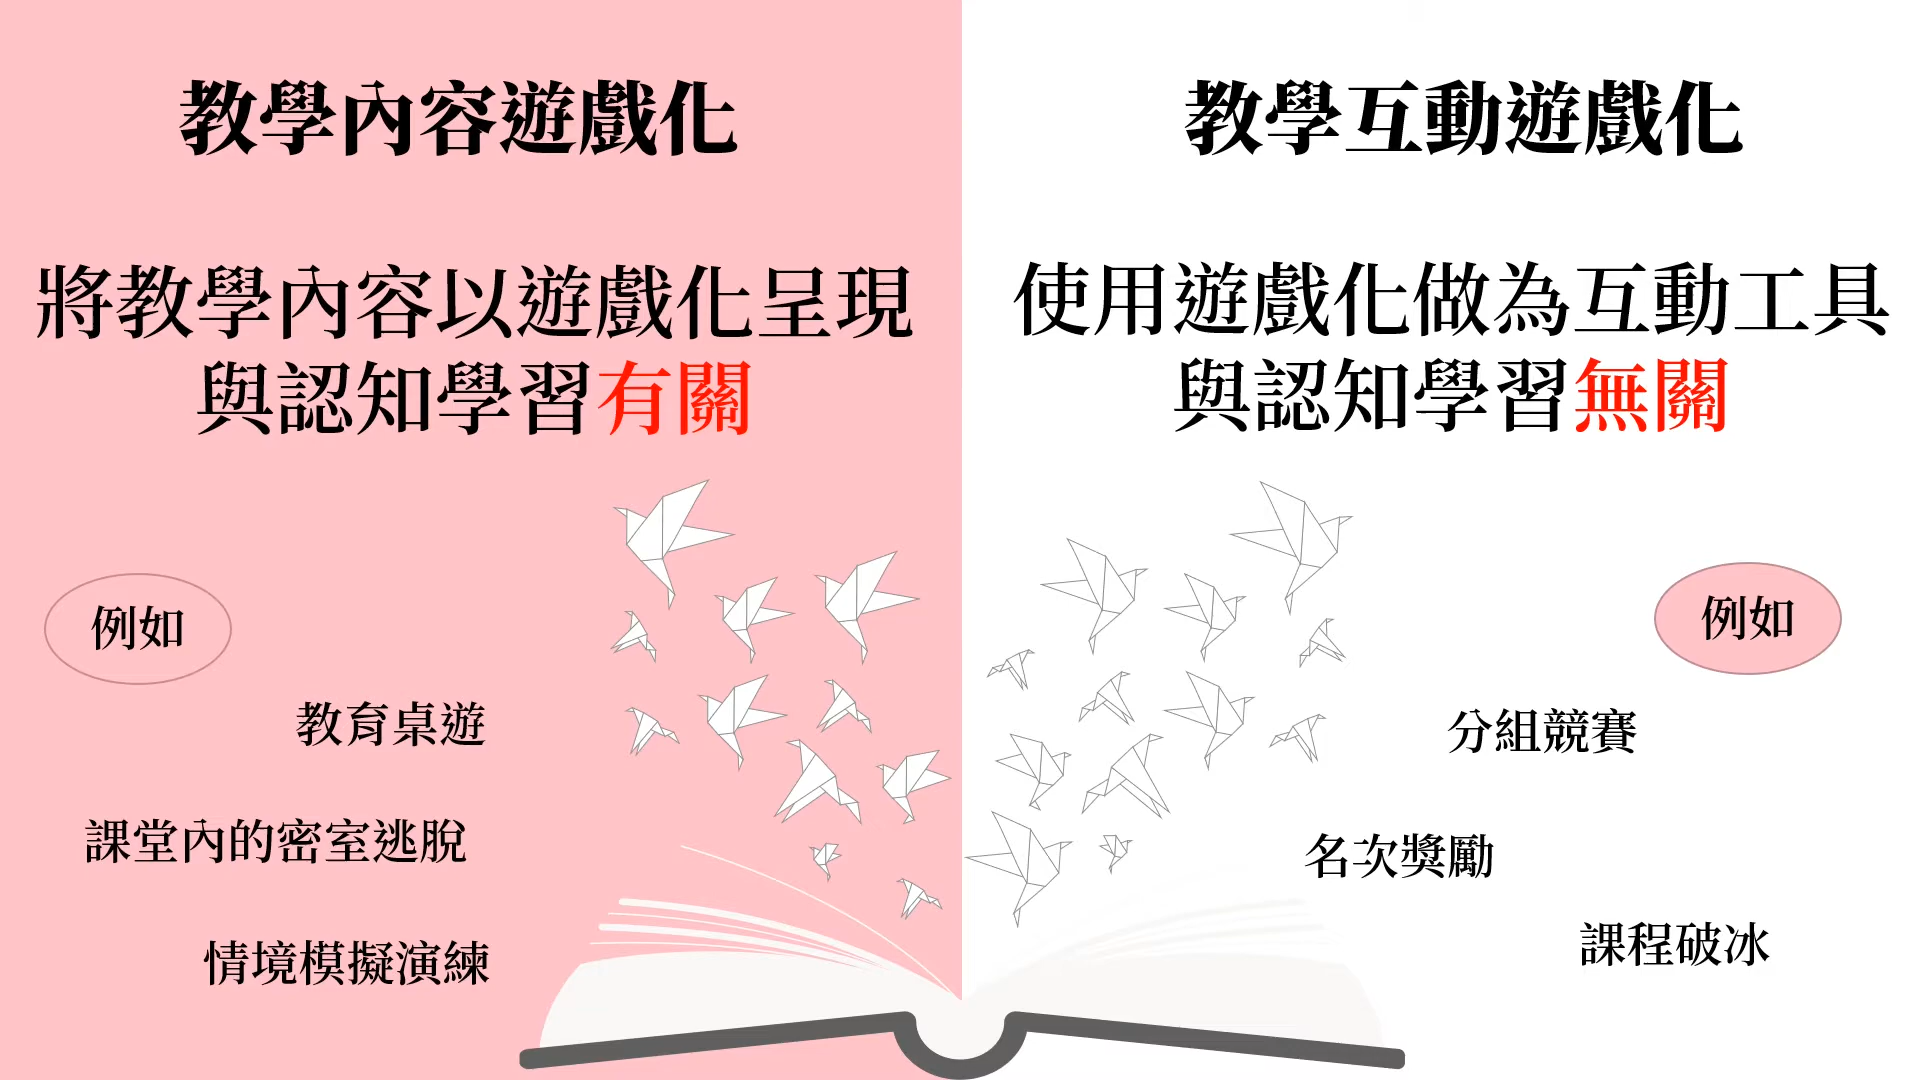 教學內容遊戲化
將教學內容以遊戲化呈現
與認知學習有關
例如
教育桌遊
課堂內的密室逃脫
情境模擬演練
教學互動遊戲化
使用遊戲化做為互動工具
與認知學習無關
例如
分組競賽
名次獎勵
課程破冰